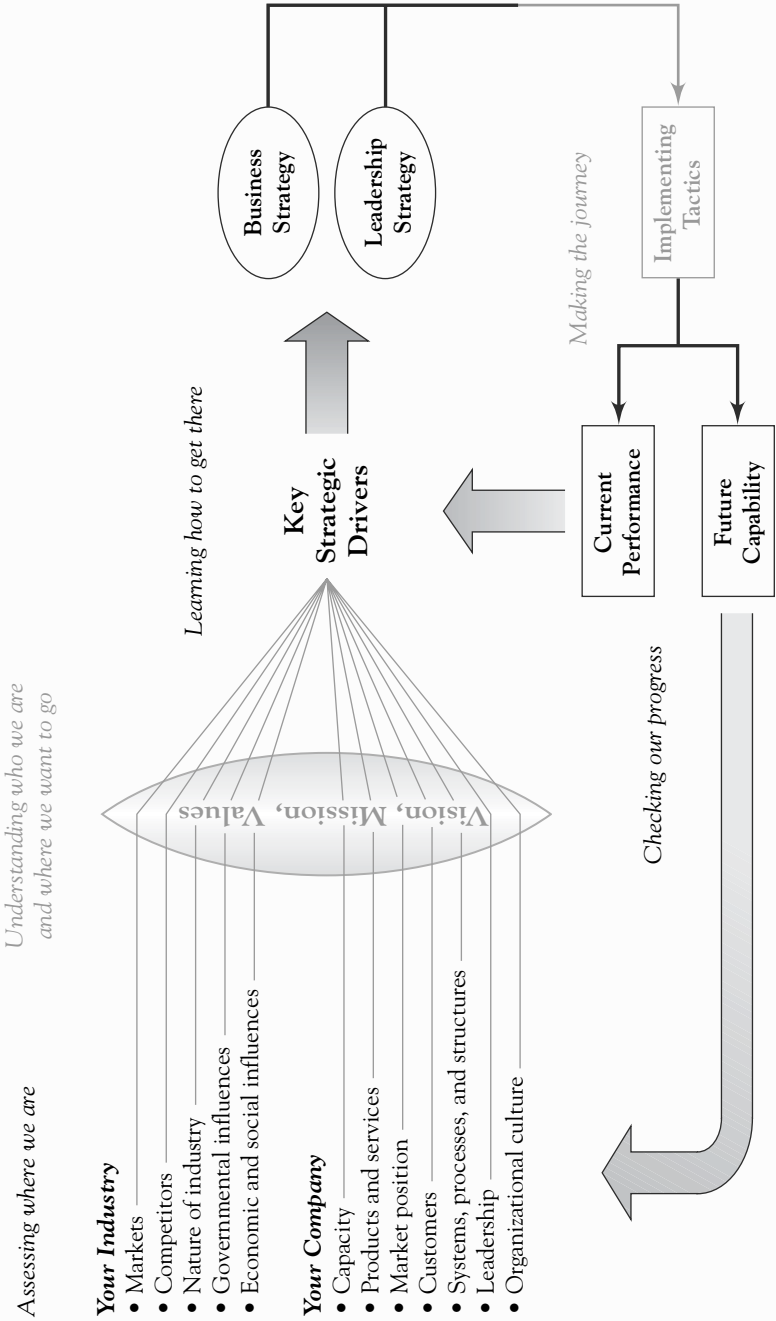 Assessing where we are
Understanding who we are
and where we want to go
Your Industry
• Markets
• Competitors
• Nature of industry
• Governmental influences
• Economic and social influences
Your Company
• Capacity
• Products and services
• Market position
• Customers
• Systems, processes, and structures
• Leadership
• Organizational culture
Vision, Mission, Values
Learning how to get there
Key
Strategic
Drivers
Business
Strategy
Leadership
Strategy
Making the journey
Implementing
Tactics
Current
Performance
Future
Capability
Checking our progress